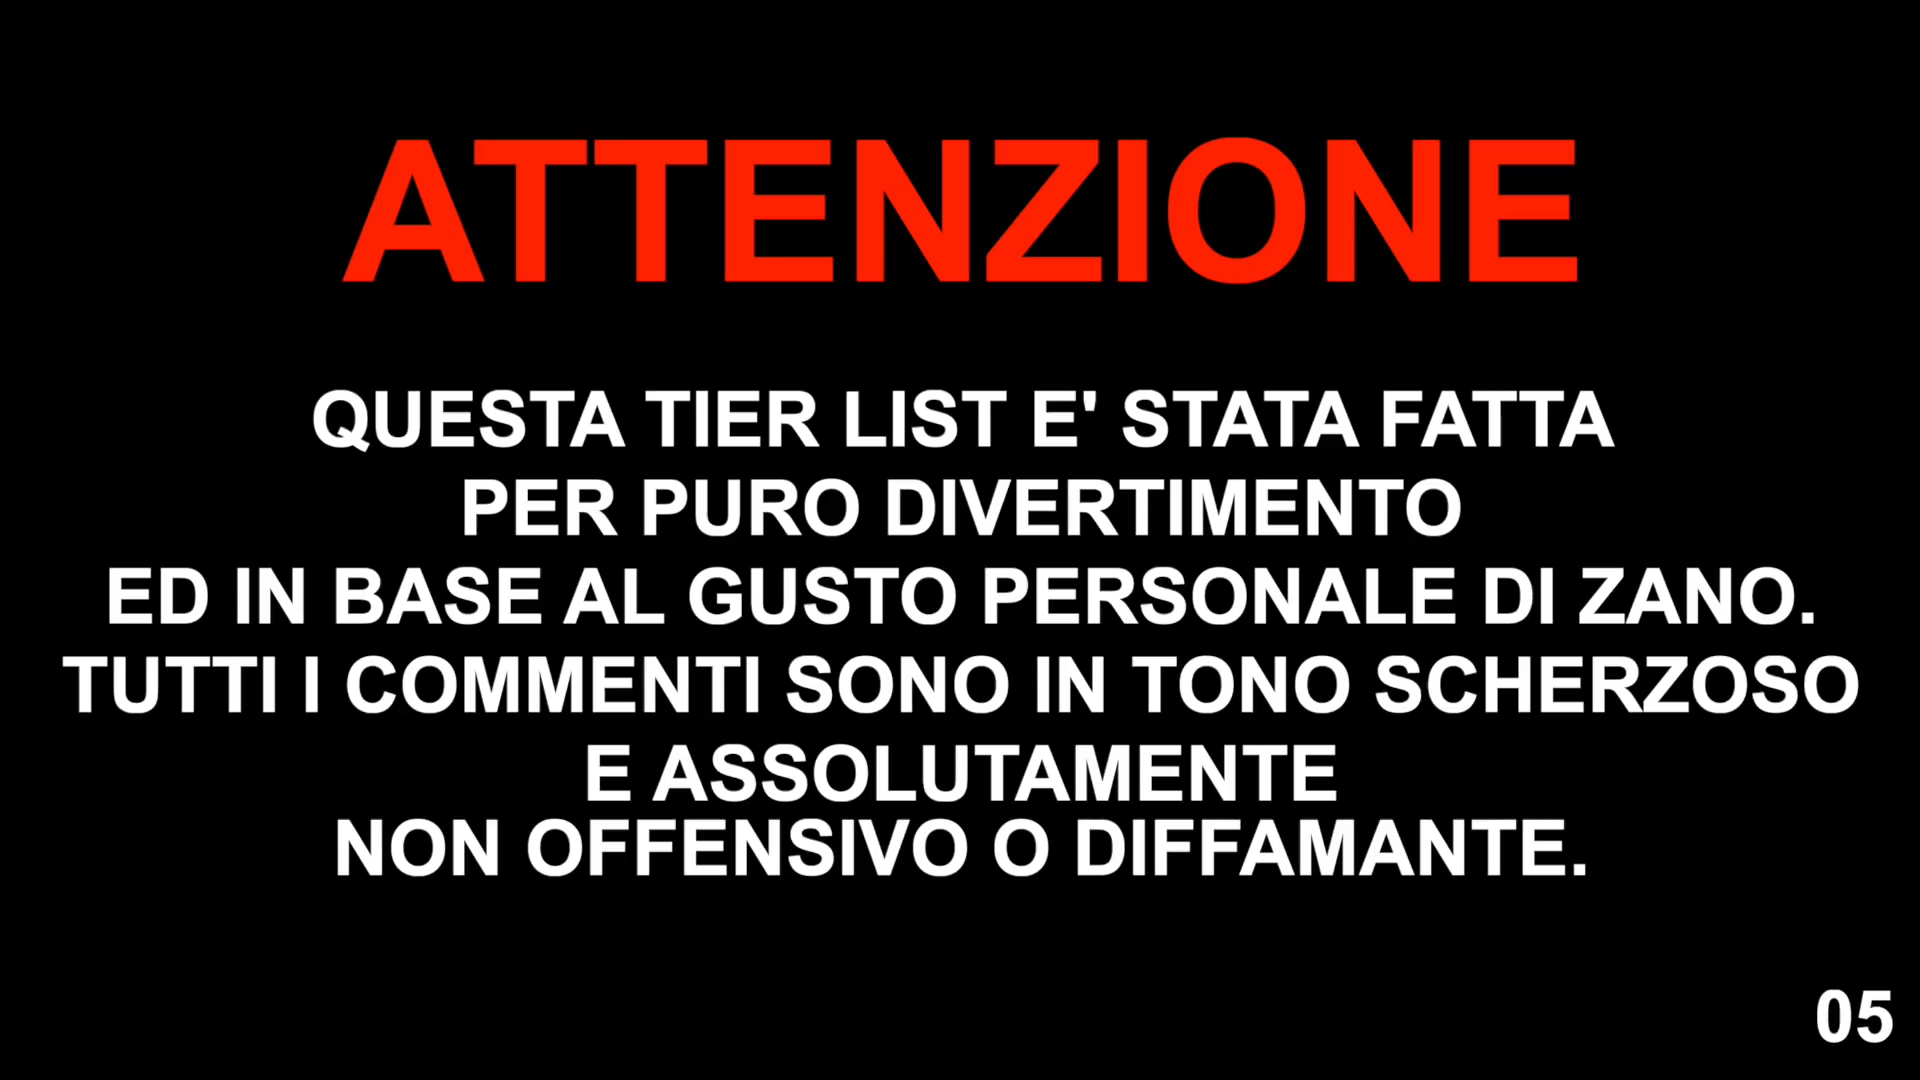 ATTENZIONE
QUESTA TIER LIST E' STATA FATTA
PER PURO DIVERTIMENTO
ED IN BASE AL GUSTO PERSONALE DI ZANO.
TUTTI I COMMENTI SONO IN TONO SCHERZOSO
E ASSOLUTAMENTE
NON OFFENSIVO O DIFFAMANTE.
05